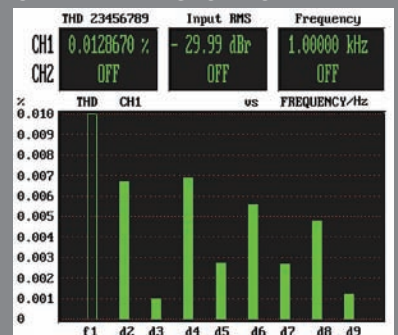 THD 23456789 Input RMS Frequency
CH1 0.0128670 % - 29.99 dBr 1.00000 kHz
CH2 OFF OFF OFF
% THD CH1 vs FREQUENCY/Hz
0.010
0.009
0.008
0.007
0.006
0.005
0.004
0.003
0.002
0.001
0
f1 d2 d3 d4 d5 d6 d7 d8 d9